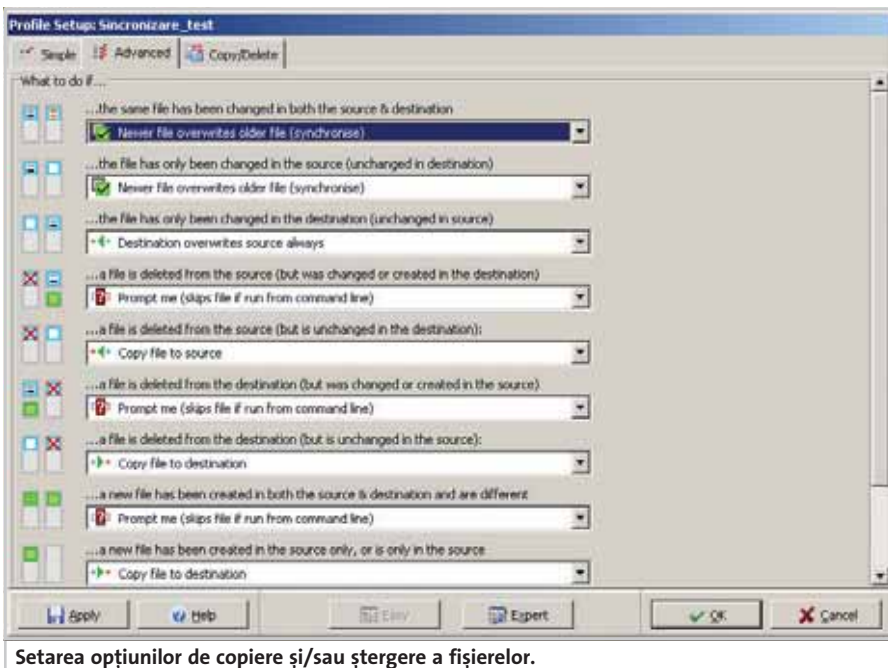 Profile Setup: Sincronizare_test
Simple Advanced Copy/Delete
What to do if...
...the same file has been changed in both the source & destination
Newer file overwrites older file (synchronise)
...the file has only been changed in the source (unchanged in destination)
Newer file overwrites older file (synchronise)
...the file has only been changed in the destination (unchanged in source)
Destination overwrites source always
...a file is deleted from the source (but was changed or created in the destination)
Prompt me (skips file if run from command line)
...a file is deleted from the source (but is unchanged in the destination):
Copy file to source
...a file is deleted from the destination (but was changed or created in the source)
Prompt me (skips file if run from command line)
...a file is deleted from the destination (but is unchanged in the source):
Copy file to destination
...a new file has been created in both the source & destination and are different
Prompt me (skips file if run from command line)
...a new file has been created in the source only, or is only in the source
Copy file to destination
Apply Help Easy Expert OK Cancel
Setarea opțiunilor de copiere și/sau ștergere a fișierelor.